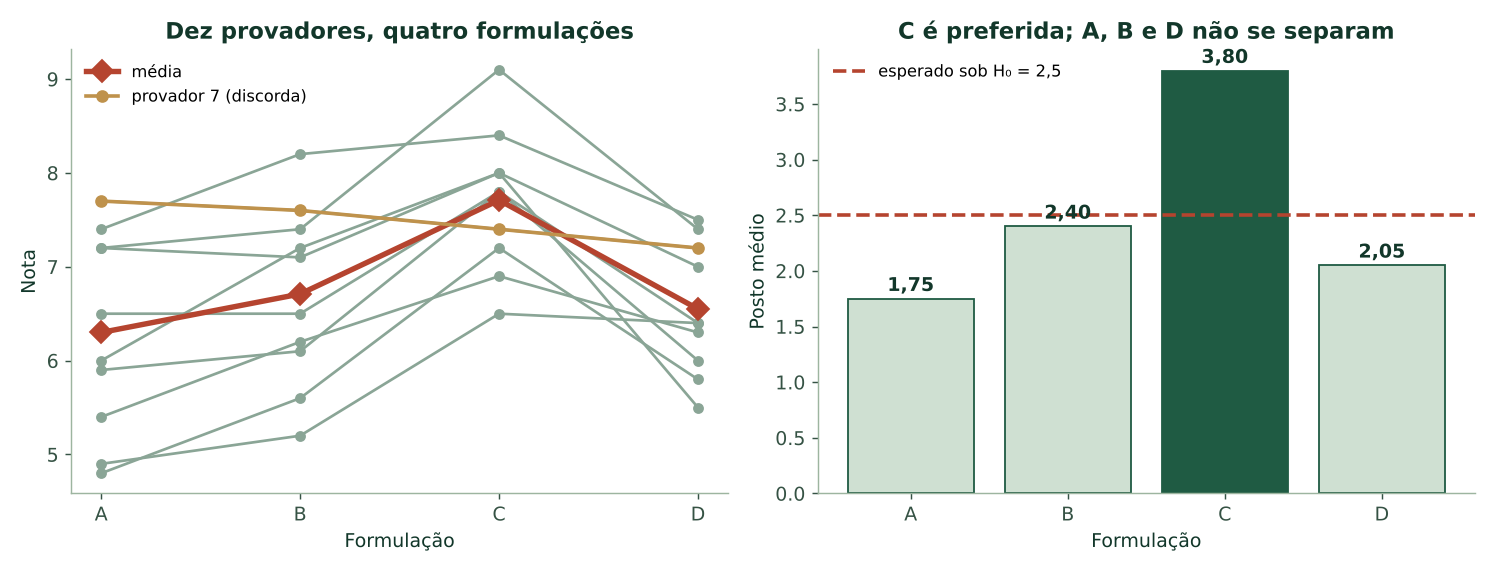 Dez provadores, quatro formulações
média
provador 7 (discorda)
9
8
7
6
5
Nota
A
B
C
D
Formulação
C é preferida; A, B e D não se separam
esperado sob H₀ = 2,5
3.5
3.0
2.5
2.0
1.5
1.0
0.5
0.0
Posto médio
1,75
2,40
3,80
2,05
A
B
C
D
Formulação